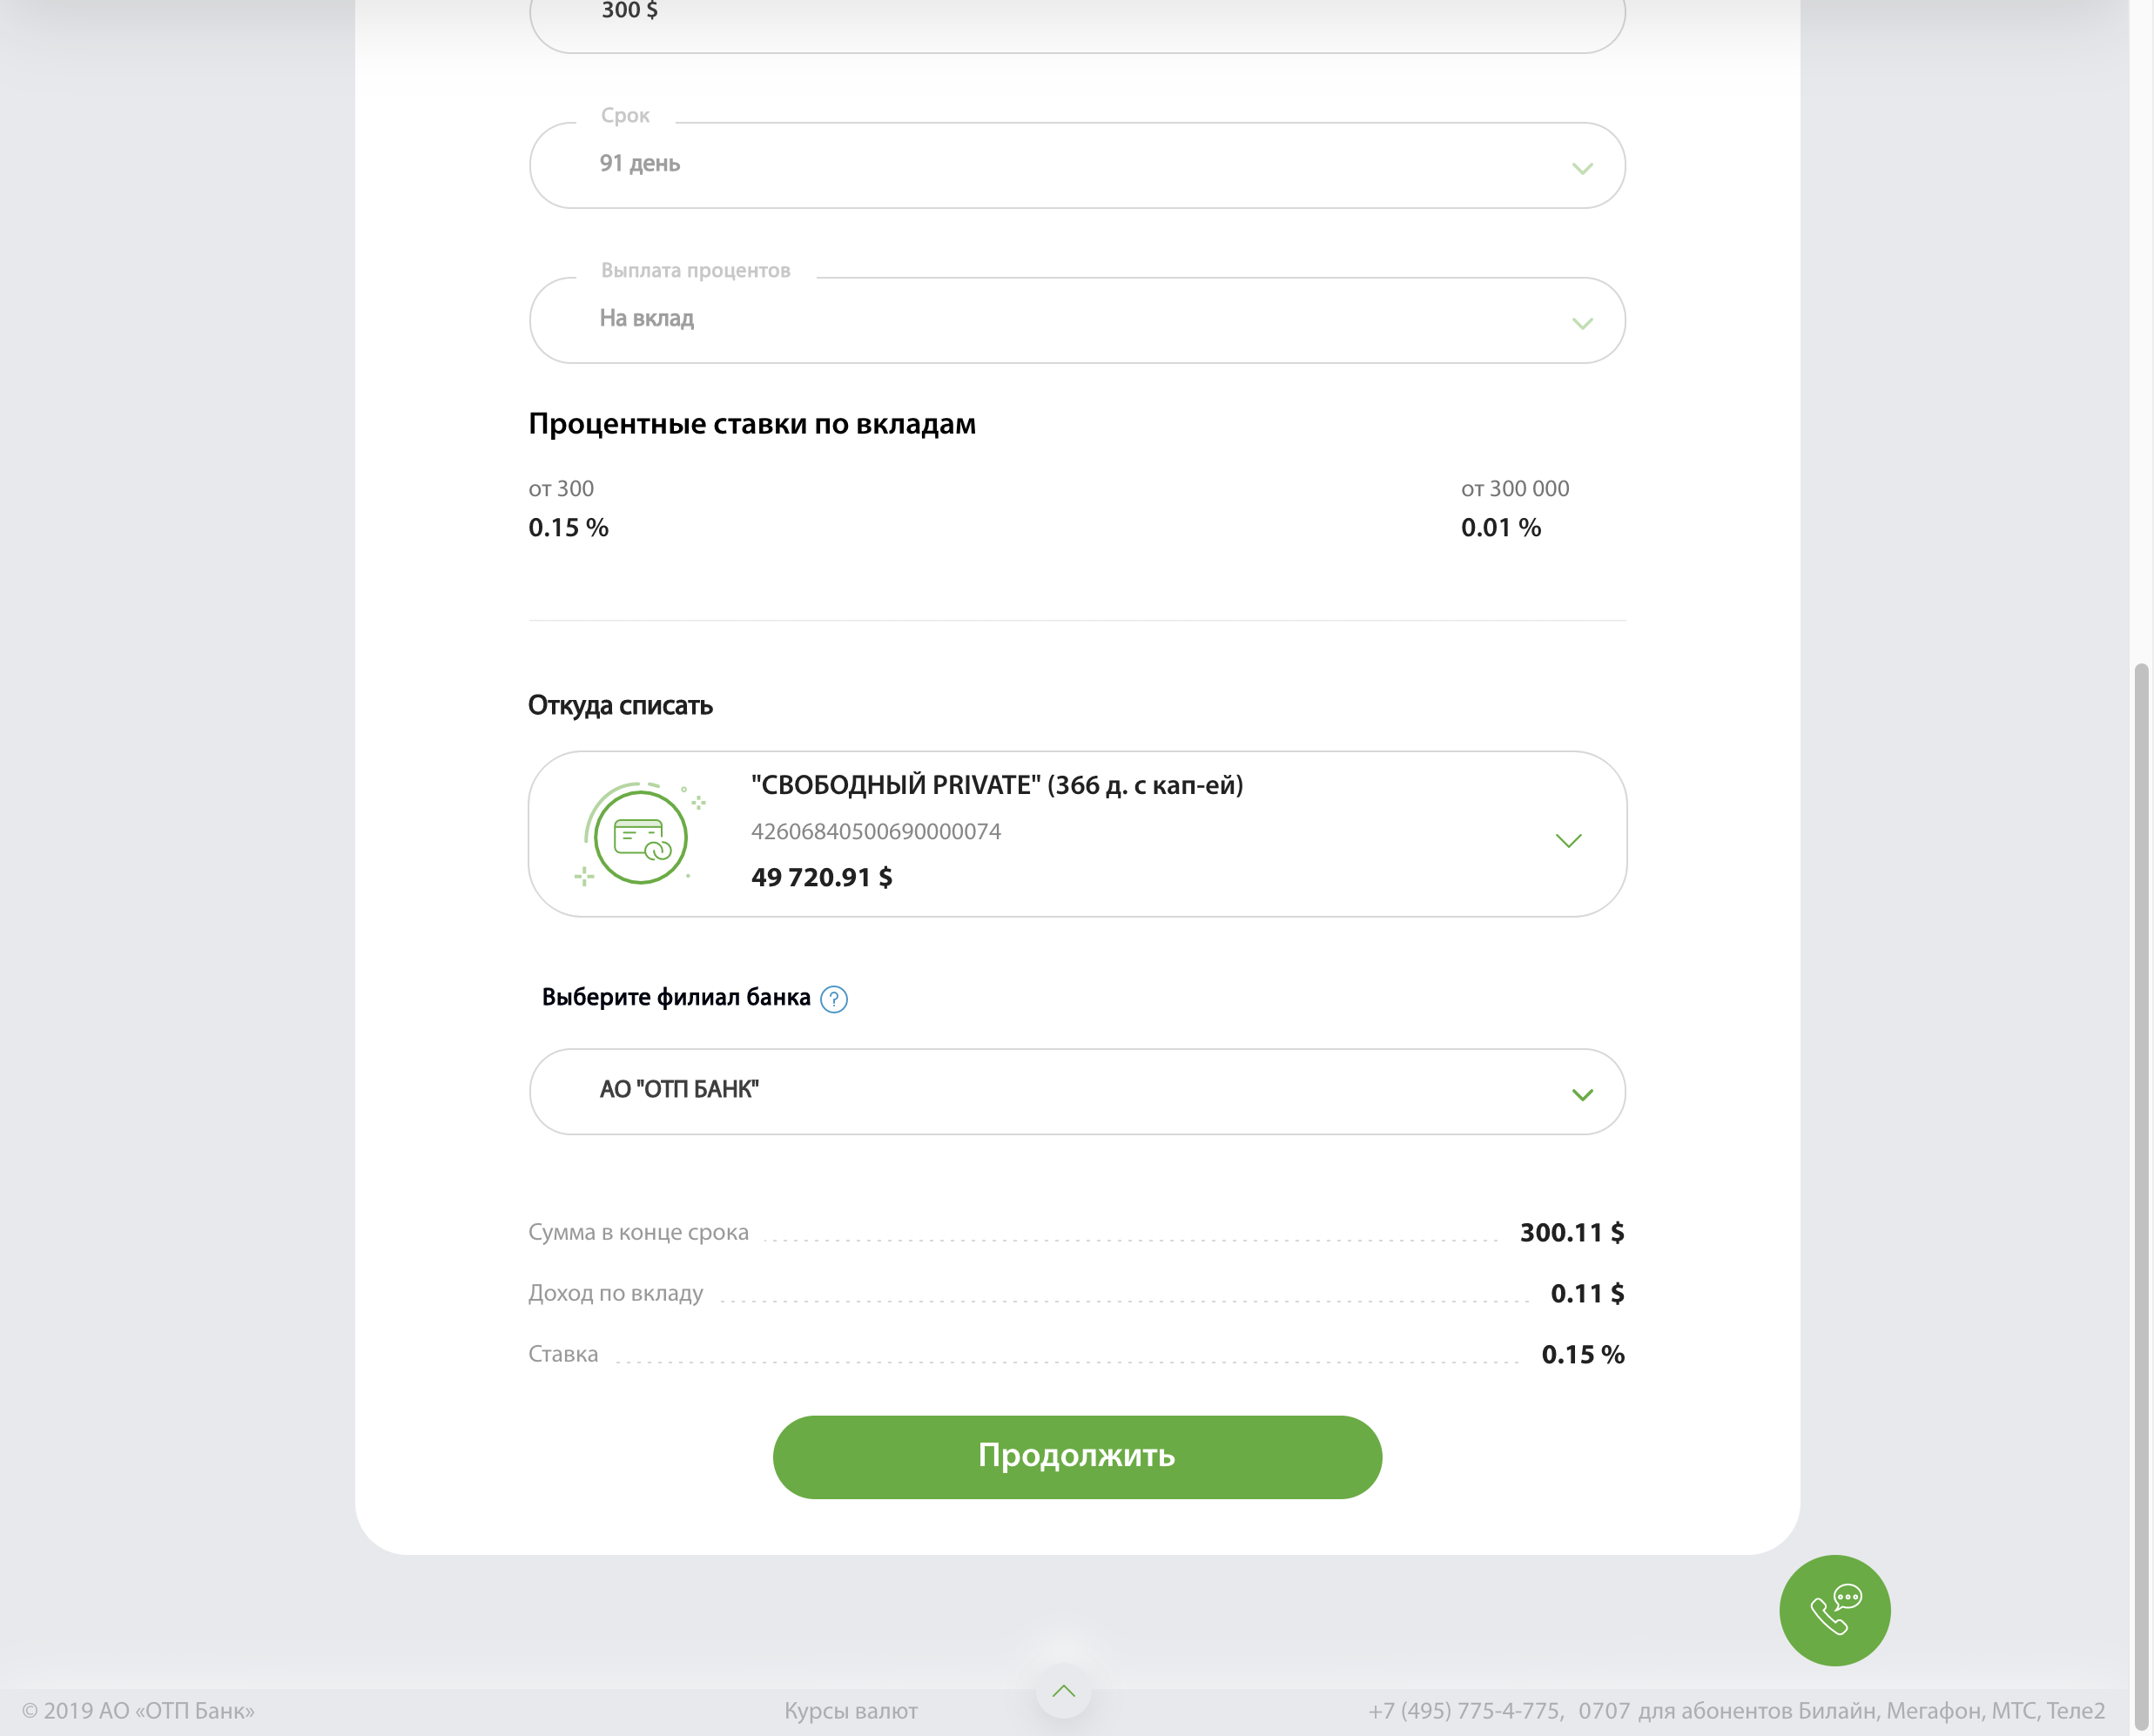 300 $
Срок
91 день
Выплата процентов
На вклад
Процентные ставки по вкладам
от 300
0.15 %
от 300 000
0.01 %
Откуда списать
"СВОБОДНЫЙ PRIVATE" (366 д. с кап-ей)
42606840500690000074
49 720.91 $
Выберите филиал банка ?
АО "ОТП БАНК"
Сумма в конце срока 300.11 $
Доход по вкладу 0.11 $
Ставка 0.15 %
Продолжить
© 2019 АО «ОТП Банк»
Курсы валют
+7 (495) 775-4-775, 0707 для абонентов Билайн, Мегафон, МТС, Теле2